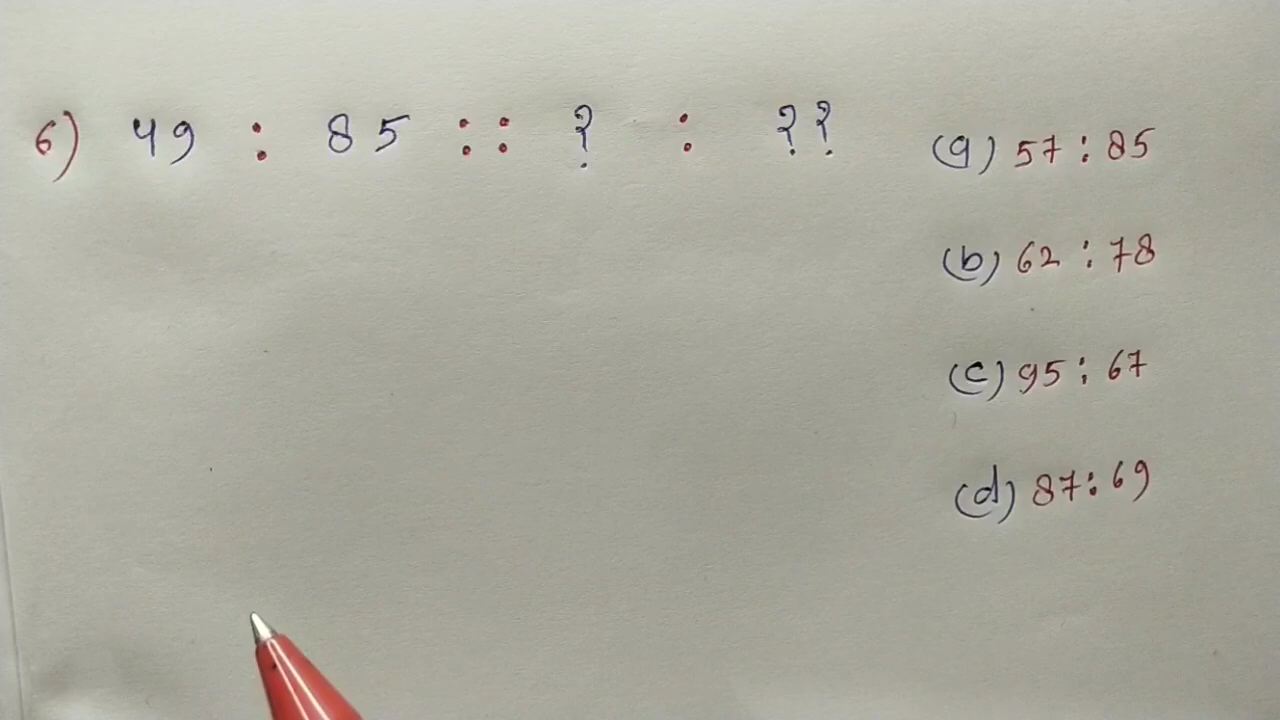 6) 49 : 85 :: ? : ??
(a) 57 : 85
(b) 62 : 78
(c) 95 : 67
(d) 87 : 69